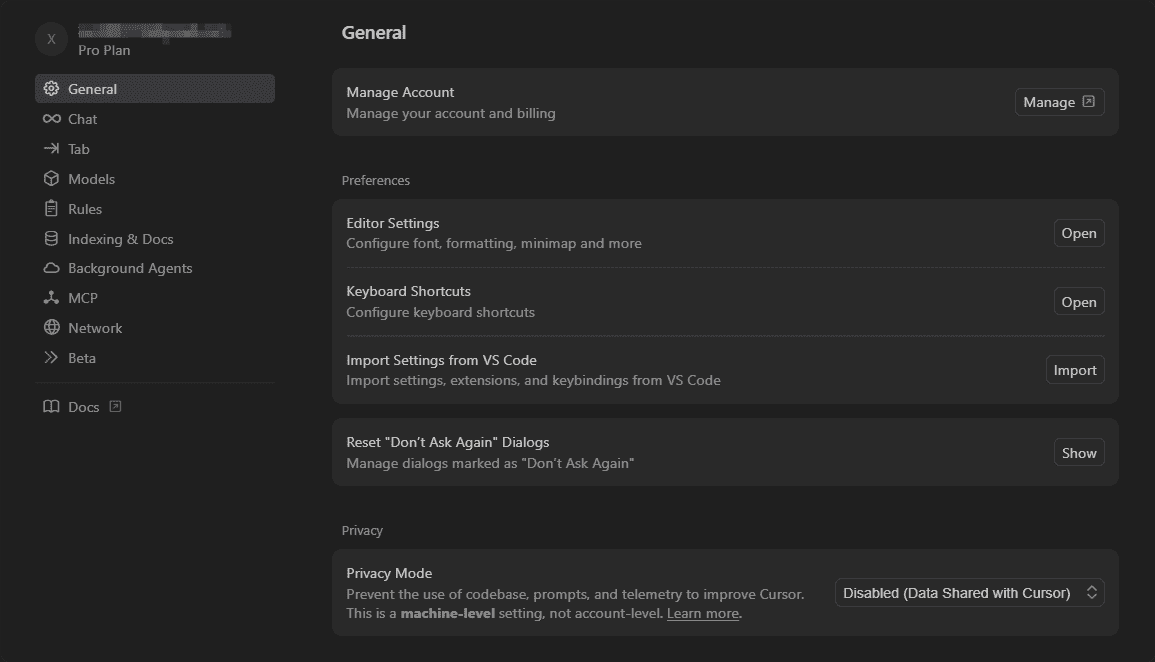 X
Pro Plan
General
Chat
Tab
Models
Rules
Indexing & Docs
Background Agents
MCP
Network
Beta
Docs
General
Manage Account
Manage your account and billing
Manage
Preferences
Editor Settings
Configure font, formatting, minimap and more
Open
Keyboard Shortcuts
Configure keyboard shortcuts
Open
Import Settings from VS Code
Import settings, extensions, and keybindings from VS Code
Import
Reset "Don’t Ask Again" Dialogs
Manage dialogs marked as "Don’t Ask Again"
Show
Privacy
Privacy Mode
Prevent the use of codebase, prompts, and telemetry to improve Cursor.
This is a machine-level setting, not account-level. Learn more.
Disabled (Data Shared with Cursor)